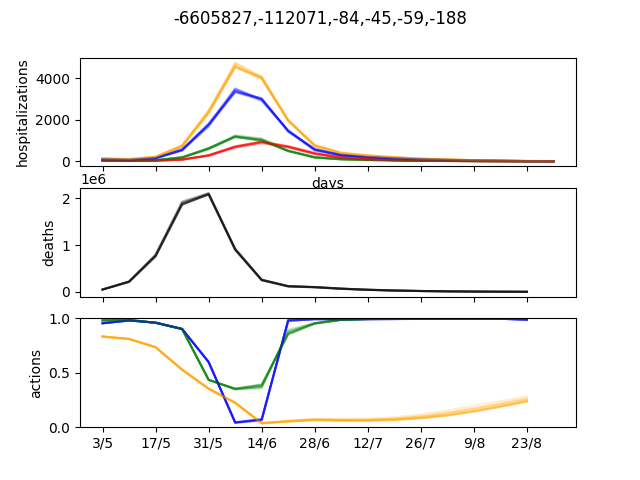 -6605827,-112071,-84,-45,-59,-188
hospitalizations
4000
2000
0
days
1e6
deaths
2
1
0
actions
1.0
0.5
0.0
3/5 17/5 31/5 14/6 28/6 12/7 26/7 9/8 23/8